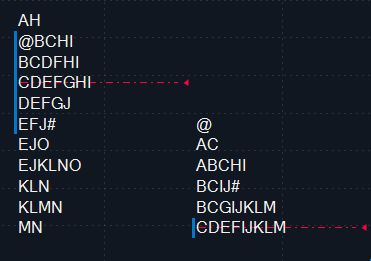 AH
@BCHI
BCDFHI
CDEFGHI
DEFGJ
EFJ#
EJO
EJKLNO
KLN
KLMN
MN
@
AC
ABCHI
BCIJ#
BCGIJKLM
CDEFIJKLM